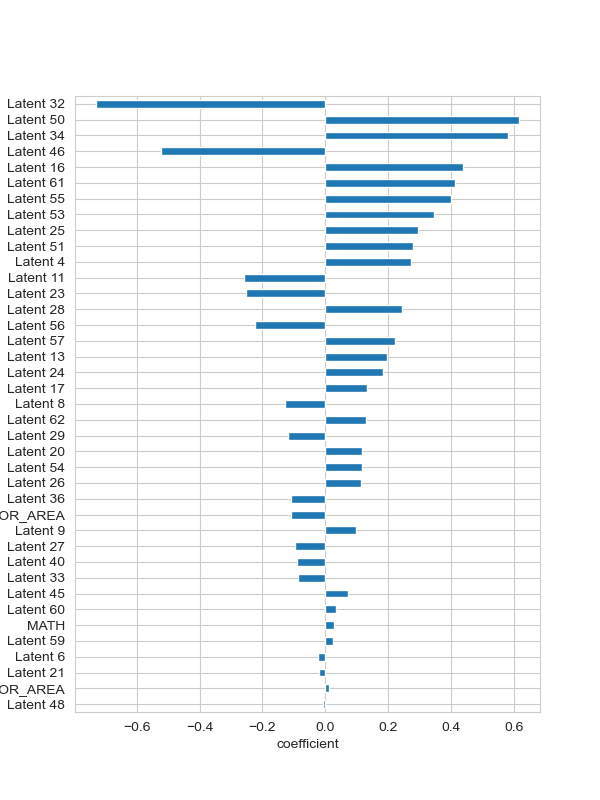 Latent 32
Latent 50
Latent 34
Latent 46
Latent 16
Latent 61
Latent 55
Latent 53
Latent 25
Latent 51
Latent 4
Latent 11
Latent 23
Latent 28
Latent 56
Latent 57
Latent 13
Latent 24
Latent 17
Latent 8
Latent 62
Latent 29
Latent 20
Latent 54
Latent 26
Latent 36
OR_AREA
Latent 9
Latent 27
Latent 40
Latent 33
Latent 45
Latent 60
MATH
Latent 59
Latent 6
Latent 21
OR_AREA
Latent 48
−0.6 −0.4 −0.2 0.0 0.2 0.4 0.6
coefficient